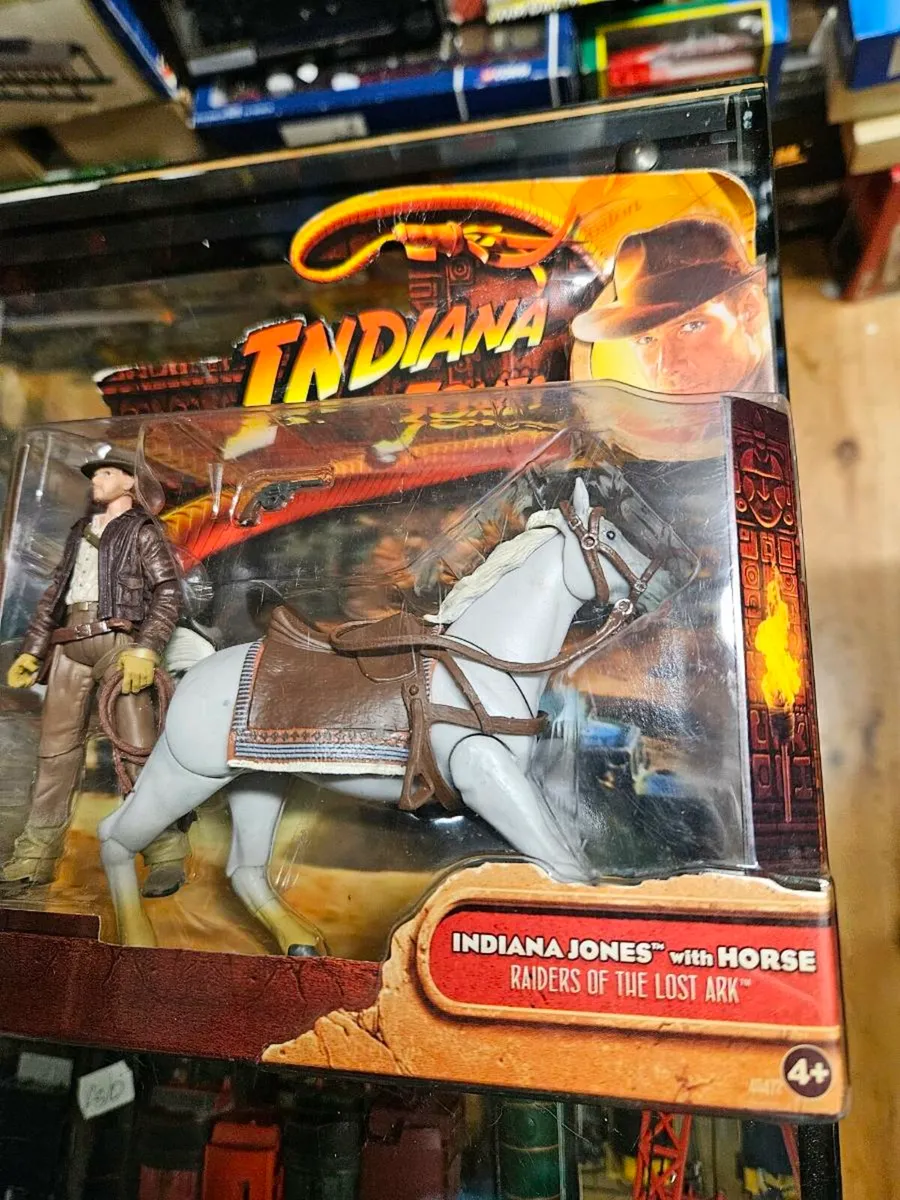 INDIANA
INDIANA JONES™ with HORSE
RAIDERS OF THE LOST ARK™
4+